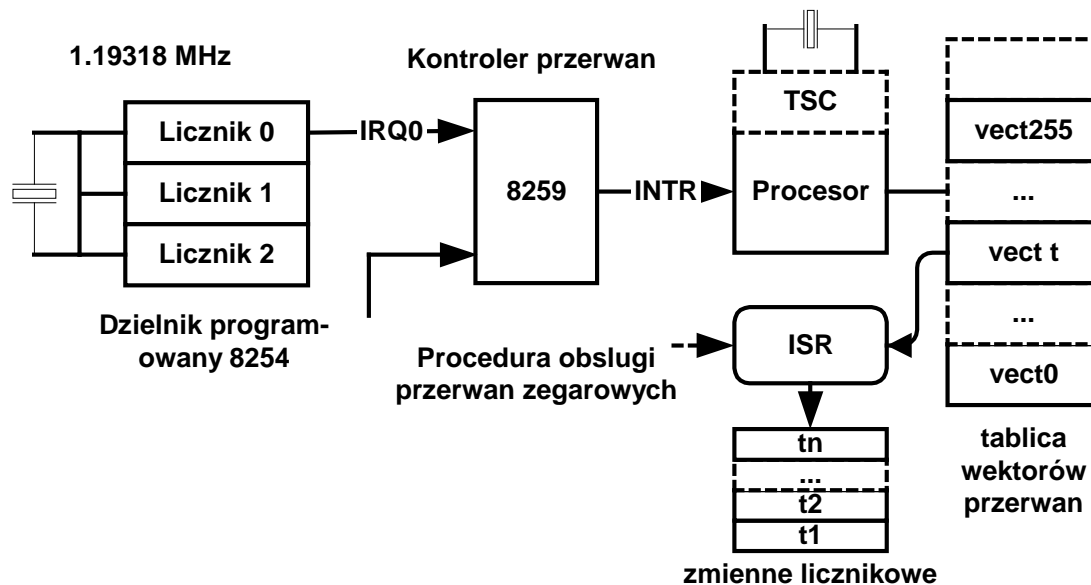 1.19318 MHz
Kontroler przerwan
TSC
Licznik 0
IRQ0
vect255
Licznik 1
8259
INTR
Procesor
...
Licznik 2
vect t
Dzielnik program-
owany 8254
...
Procedura obslugi
przerwan zegarowych
ISR
vect0
tn
...
t2
t1
tablica
wektorów
przerwan
zmienne licznikowe